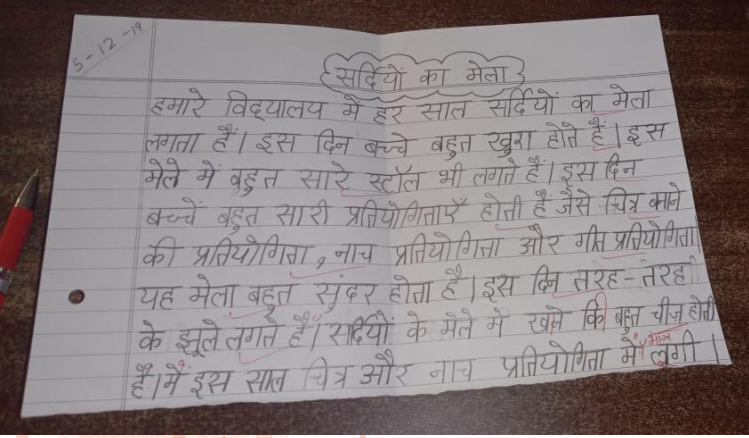 5-12-19
सर्दियों का मेला
हमारे विद्यालय में हर साल सर्दियों का मेला
लगता हैं। इस दिन बच्चे बहुत खुश होते हैं। इस
मेले में बहुत सारे स्टॉल भी लगते हैं। इस दिन
बच्चें बहुत सारी प्रतियोगिताएँ होती है जैसे चित्र
की प्रतियोगिता, नाच प्रतियोगिता और गीत प्रतियोगिता
यह मेला बहुत सुंदर होता है। इस दिन तरह-तरह
के झूले लगते हैं। सर्दियों के मेले में खाने कि बहुत चीज़ होती
है। मैं इस साल चित्र और नाच प्रतियोगिता में भाग लूंगी।